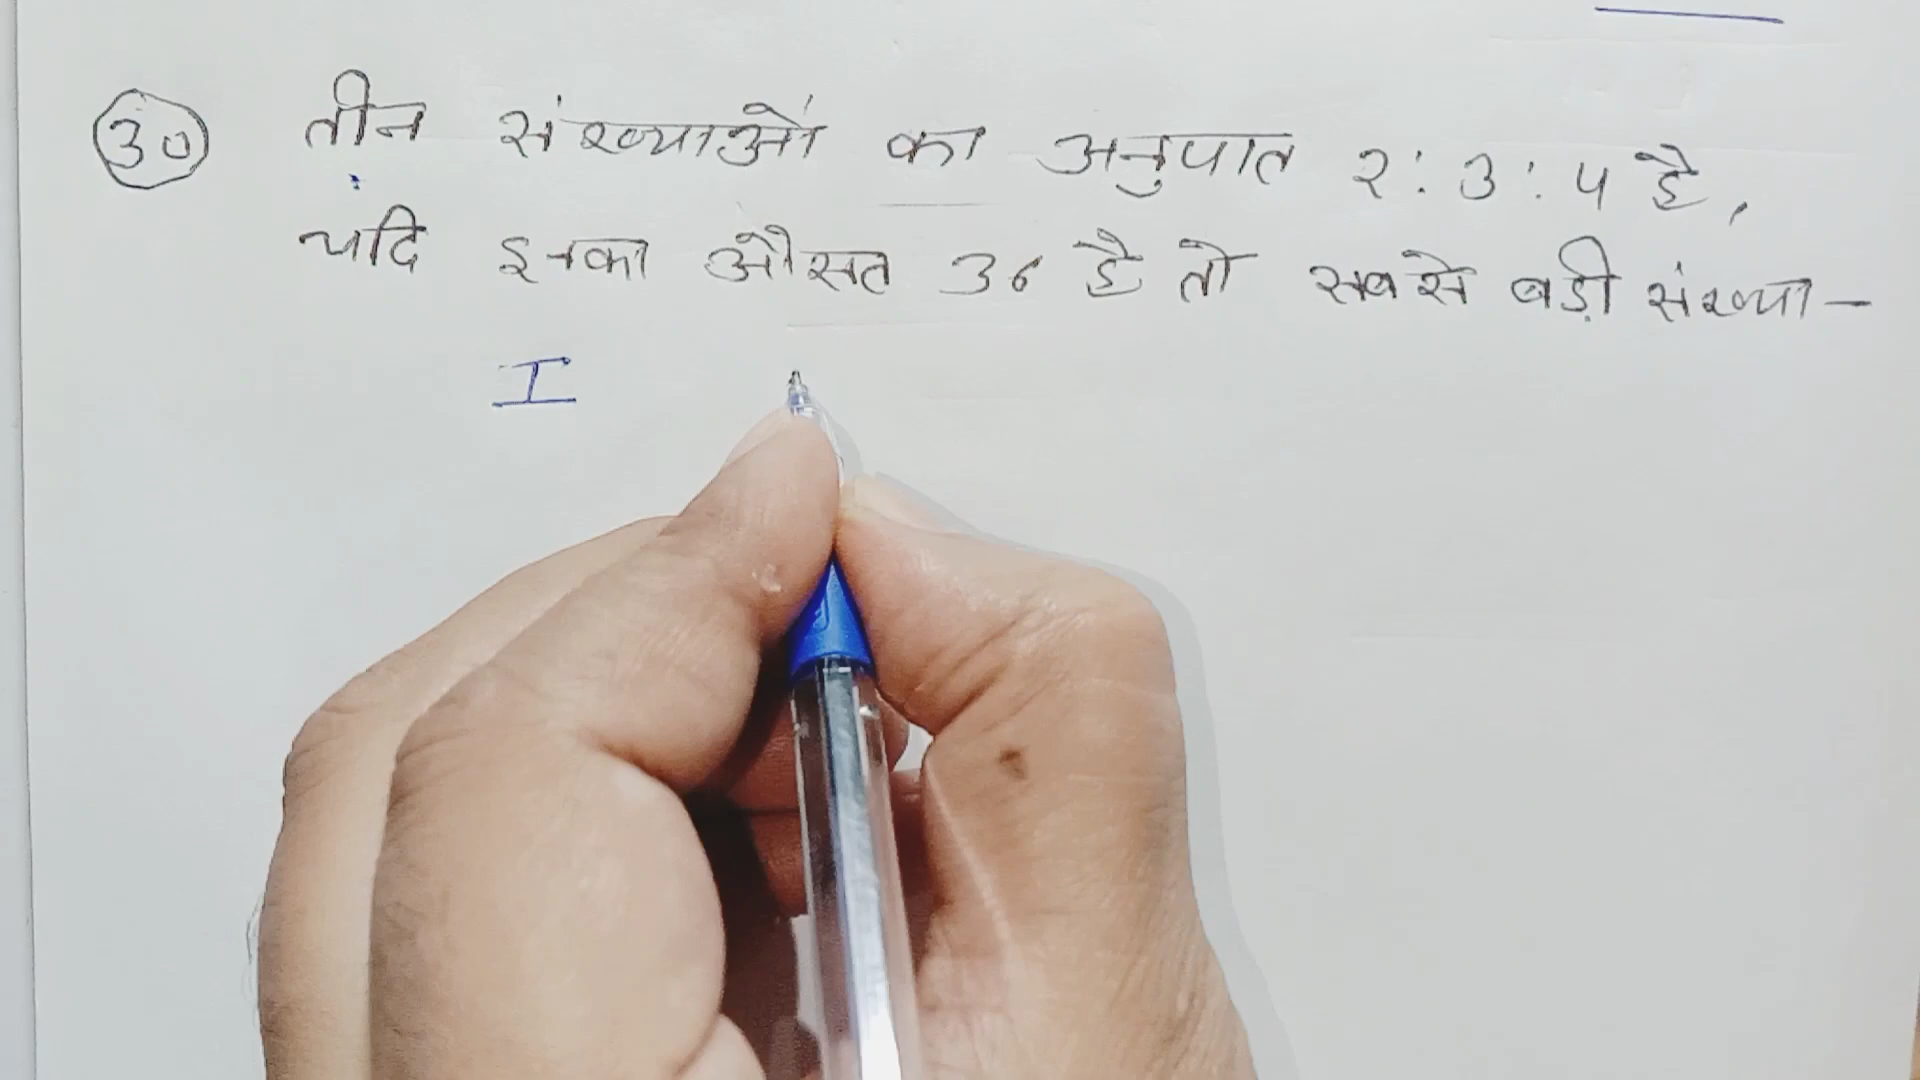 30 तीन संख्याओं का अनुपात 2:3:4 है,
यदि इनका औसत 36 है तो सबसे बड़ी संख्या-
I